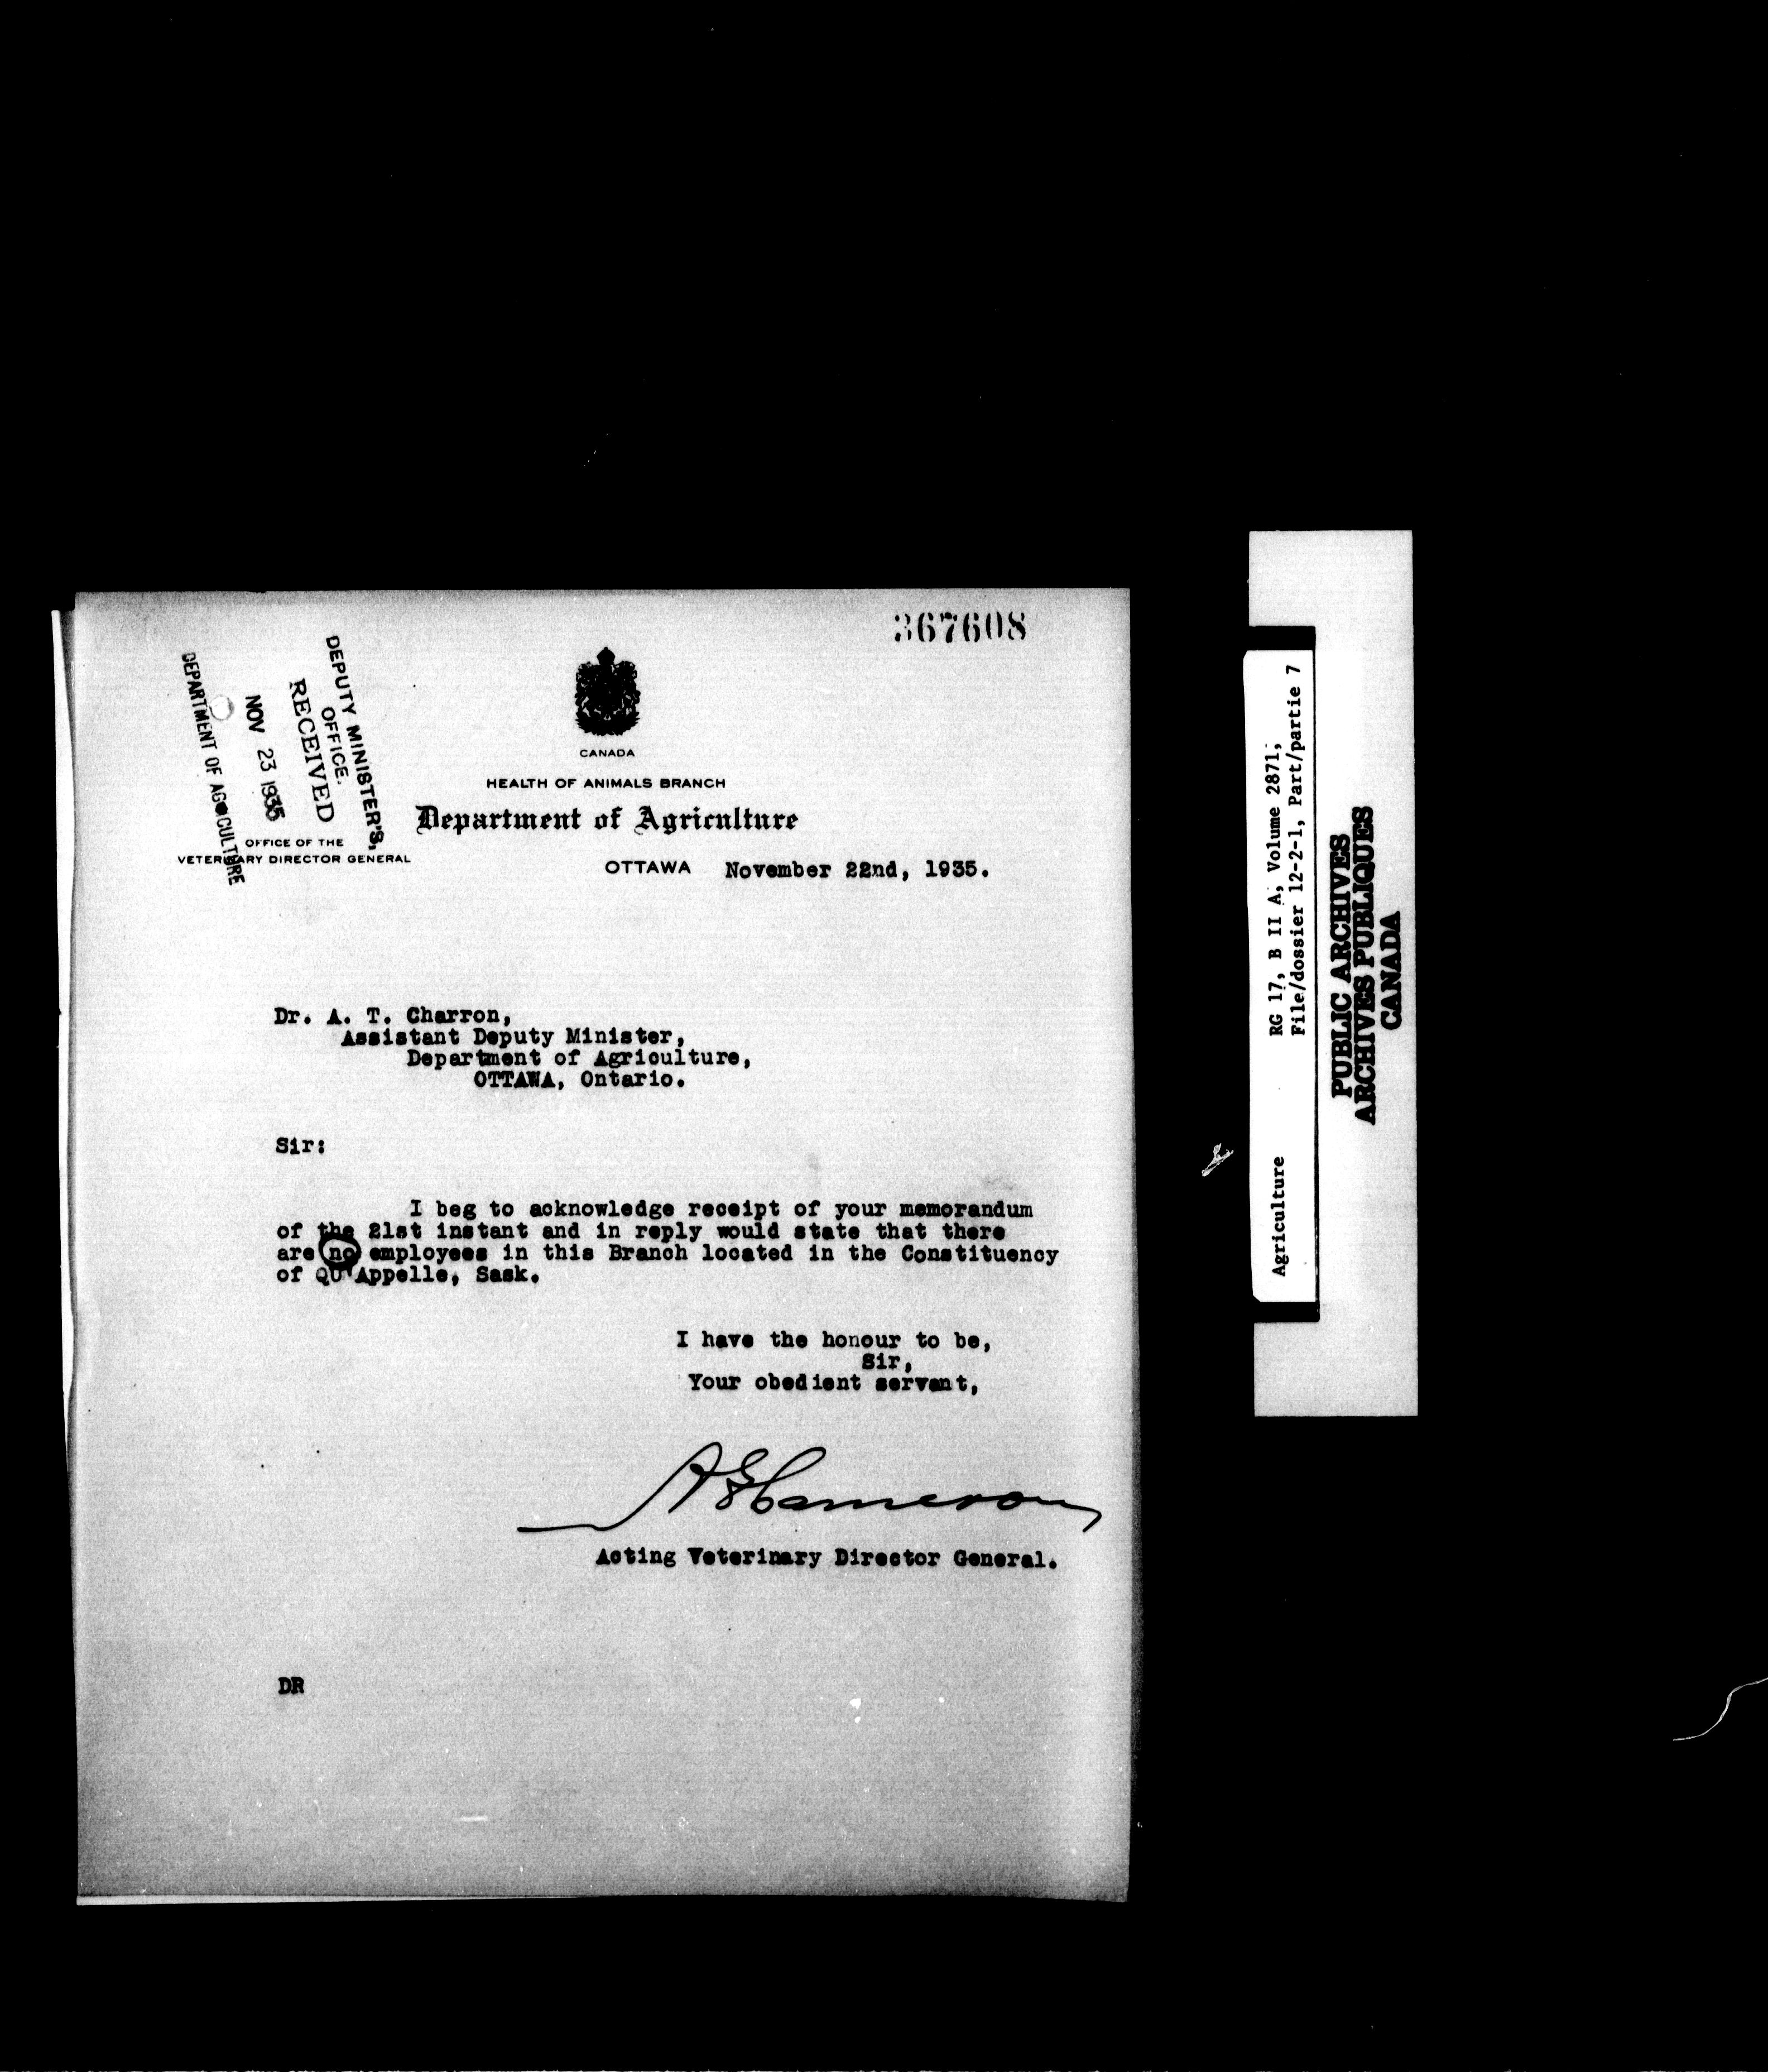 367608
DEPUTY MINISTER'S,
OFFICE.
RECEIVED
NOV 23 1935
DEPARTMENT OF AGRICULTURE
CANADA
HEALTH OF ANIMALS BRANCH
Department of Agriculture
OFFICE OF THE
VETERINARY DIRECTOR GENERAL
OTTAWA November 22nd, 1935.
Dr. A. T. Charron,
Assistant Deputy Minister,
Department of Agriculture,
OTTAWA, Ontario.
Sir:
I beg to acknowledge receipt of your memorandum
of the 21st instant and in reply would state that there
are no employees in this Branch located in the Constituency
of QU'Appelle, Sask.
I have the honour to be,
Sir,
Your obedient servant,
A E Cameron
Acting Veterinary Director General.
DR
Agriculture RG 17, B II A, Volume 2871,
File/dossier 12-2-1, Part/partie 7
PUBLIC ARCHIVES
ARCHIVES PUBLIQUES
CANADA